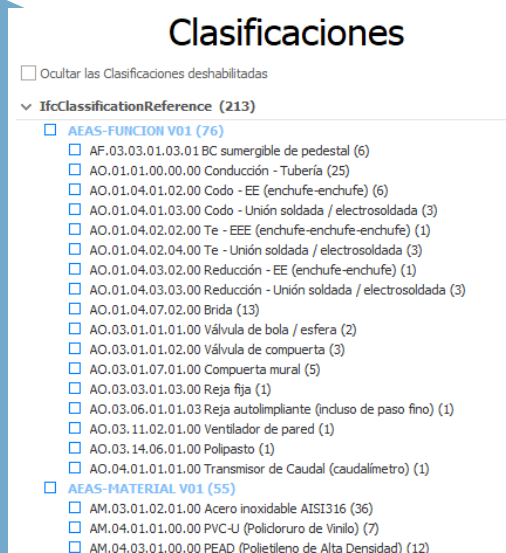 Clasificaciones
Ocultar las Clasificaciones deshabilitadas
IfcClassificationReference (213)
AEAS-FUNCION V01 (76)
AF.03.03.01.03.01 BC sumergible de pedestal (6)
AO.01.01.00.00.00 Conducción - Tubería (25)
AO.01.04.01.02.00 Codo - EE (enchufe-enchufe) (6)
AO.01.04.01.03.00 Codo - Unión soldada / electrosoldada (3)
AO.01.04.02.02.00 Te - EEE (enchufe-enchufe-enchufe) (1)
AO.01.04.02.04.00 Te - Unión soldada / electrosoldada (3)
AO.01.04.03.02.00 Reducción - EE (enchufe-enchufe) (1)
AO.01.04.03.03.00 Reducción - Unión soldada / electrosoldada (3)
AO.01.04.07.02.00 Brida (13)
AO.03.01.01.01.00 Válvula de bola / esfera (2)
AO.03.01.01.02.00 Válvula de compuerta (3)
AO.03.01.07.01.00 Compuerta mural (5)
AO.03.03.01.03.00 Reja fija (1)
AO.03.06.01.01.03 Reja autolimpiante (incluso de paso fino) (1)
AO.03.11.02.01.00 Ventilador de pared (1)
AO.03.14.06.01.00 Polipasto (1)
AO.04.01.01.01.00 Transmisor de Caudal (caudalímetro) (1)
AEAS-MATERIAL V01 (55)
AM.03.01.02.01.00 Acero inoxidable AISI316 (36)
AM.04.01.01.00.00 PVC-U (Policloruro de Vinilo) (7)
AM.04.03.01.00.00 PEAD (Polietileno de Alta Densidad) (12)